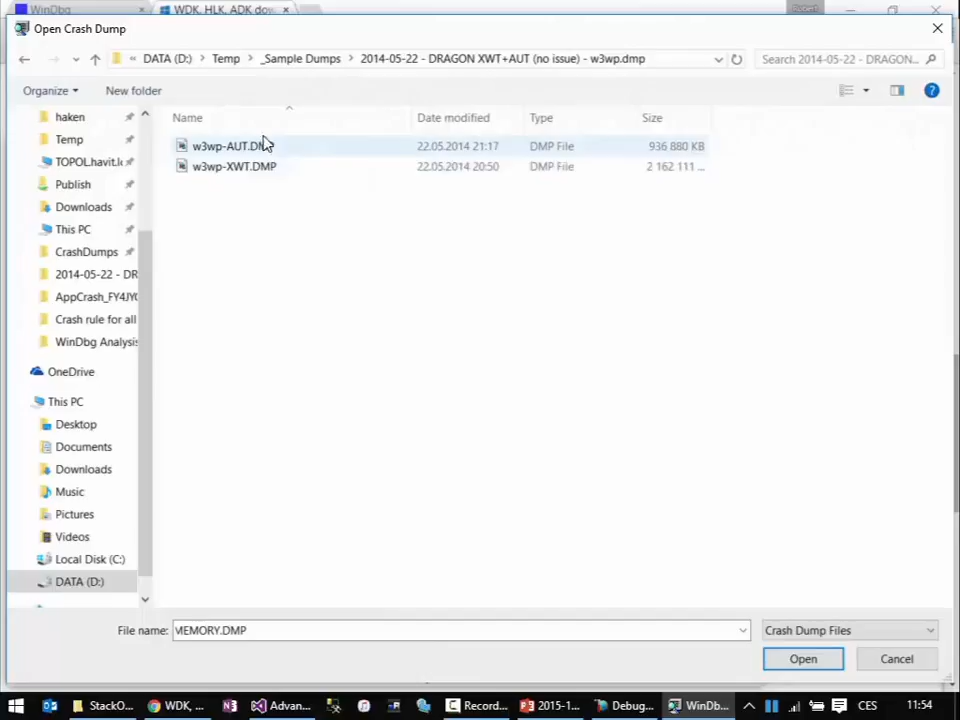 WinDbg
WDK, HLK, ADK dow
Open Crash Dump
« DATA (D:) > Temp > _Sample Dumps > 2014-05-22 - DRAGON XWT+AUT (no issue) - w3wp.dmp
Search 2014-05-22 - DRAGON...
Organize
New folder
Name
Date modified
Type
Size
w3wp-AUT.DMP
22.05.2014 21:17
DMP File
936 880 KB
w3wp-XWT.DMP
22.05.2014 20:50
DMP File
2 162 111 ...
haken
Temp
TOPOL.havit.lo
Publish
Downloads
This PC
CrashDumps
2014-05-22 - DR
AppCrash_FY4JYC
Crash rule for all
WinDbg Analysis
OneDrive
This PC
Desktop
Documents
Downloads
Music
Pictures
Videos
Local Disk (C:)
DATA (D:)
File name:
MEMORY.DMP
Crash Dump Files
Open
Cancel
StackO...
WDK, ...
Advan...
Record...
2015-1...
Debug...
WinDb...
CES
11:54